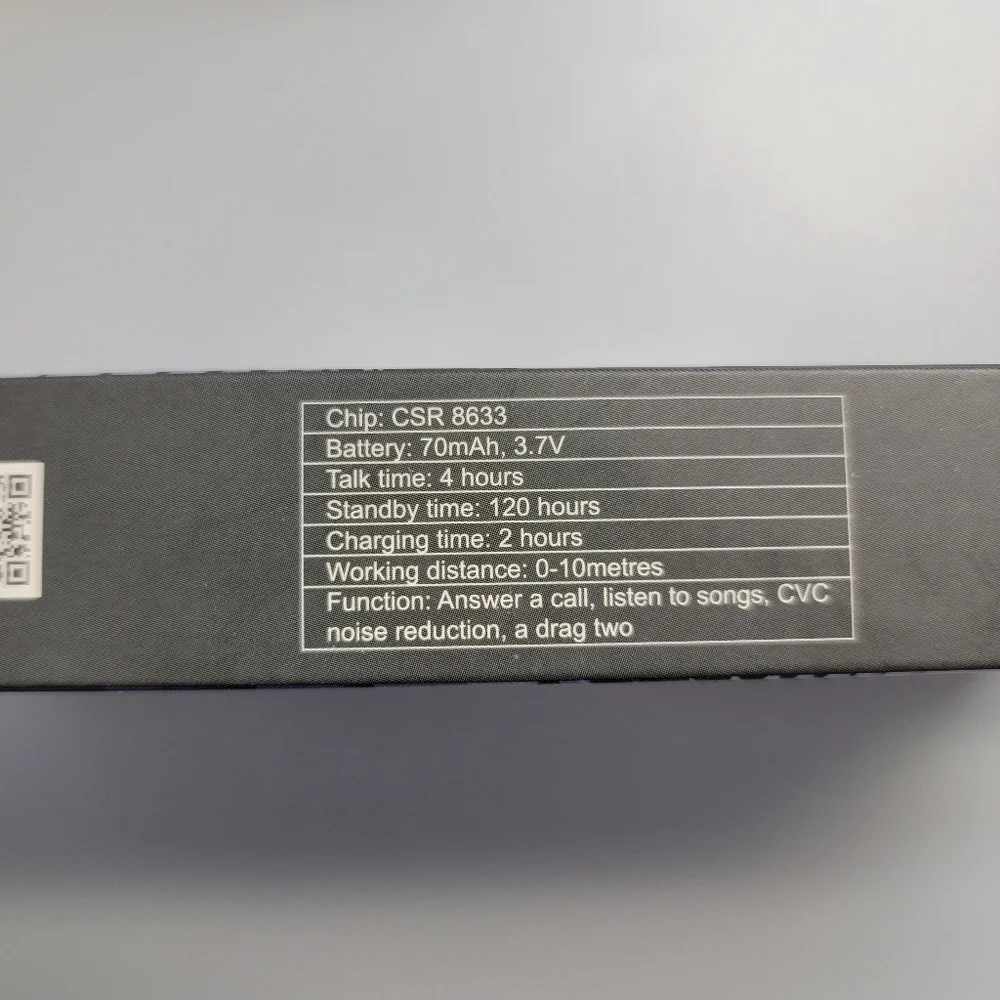 Chip: CSR 8633
Battery: 70mAh, 3.7V
Talk time: 4 hours
Standby time: 120 hours
Charging time: 2 hours
Working distance: 0-10metres
Function: Answer a call, listen to songs, CVC
noise reduction, a drag two